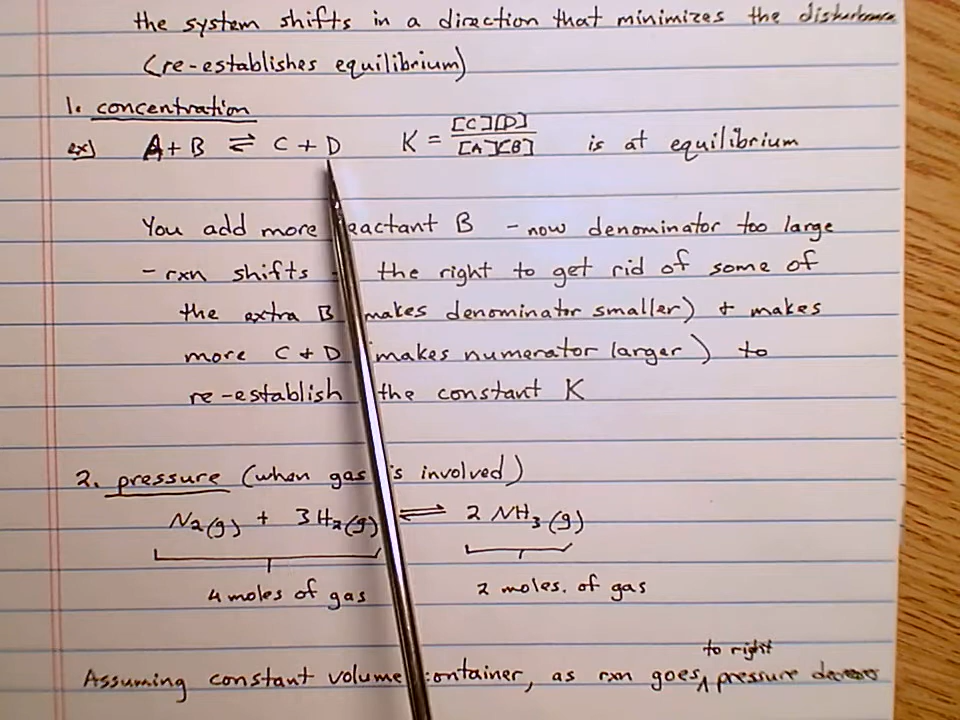 the system shifts in a direction that minimizes the disturbance
(re-establishes equilibrium)
1. concentration
ex) A + B ⇌ C + D K = [C][D] / [A][B] is at equilibrium
You add more reactant B - now denominator too large
- rxn shifts the right to get rid of some of
the extra B (makes denominator smaller) + makes
more C + D (makes numerator larger) to
re-establish the constant K
2. pressure (when gas is involved)
N2(g) + 3H2(g) ⇌ 2 NH3(g)
4 moles of gas 2 moles. of gas
to right
Assuming constant volume container, as rxn goes ^ pressure